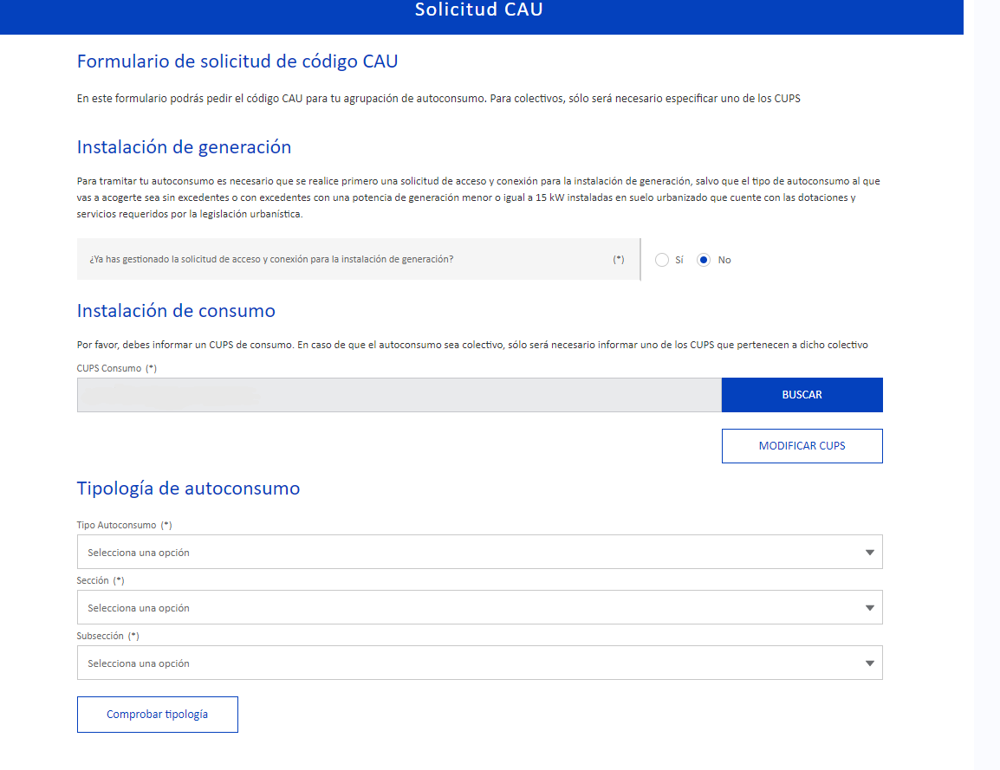 Solicitud CAU
Formulario de solicitud de código CAU
En este formulario podrás pedir el código CAU para tu agrupación de autoconsumo. Para colectivos, sólo será necesario especificar uno de los CUPS
Instalación de generación
Para tramitar tu autoconsumo es necesario que se realice primero una solicitud de acceso y conexión para la instalación de generación, salvo que el tipo de autoconsumo al que
vas a acogerte sea sin excedentes o con excedentes con una potencia de generación menor o igual a 15 kW instaladas en suelo urbanizado que cuente con las dotaciones y
servicios requeridos por la legislación urbanística.
¿Ya has gestionado la solicitud de acceso y conexión para la instalación de generación? (*) Sí No
Instalación de consumo
Por favor, debes informar un CUPS de consumo. En caso de que el autoconsumo sea colectivo, sólo será necesario informar uno de los CUPS que pertenecen a dicho colectivo
CUPS Consumo (*)
BUSCAR
MODIFICAR CUPS
Tipología de autoconsumo
Tipo Autoconsumo (*)
Selecciona una opción
Sección (*)
Selecciona una opción
Subsección (*)
Selecciona una opción
Comprobar tipología